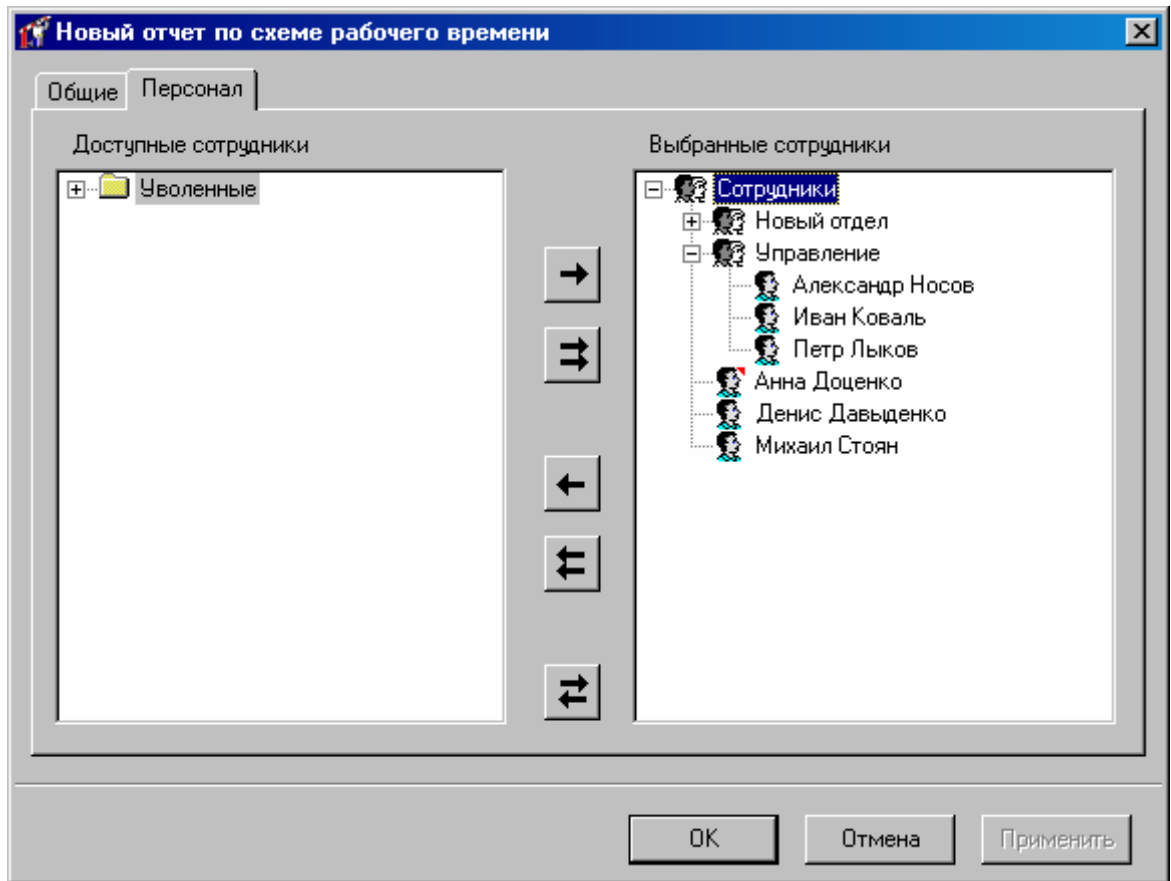 Новый отчет по схеме рабочего времени
Общие
Персонал
Доступные сотрудники
Уволенные
Выбранные сотрудники
Сотрудники
Новый отдел
Управление
Александр Носов
Иван Коваль
Петр Лыков
Анна Доценко
Денис Давыденко
Михаил Стоян
OK
Отмена
Применить